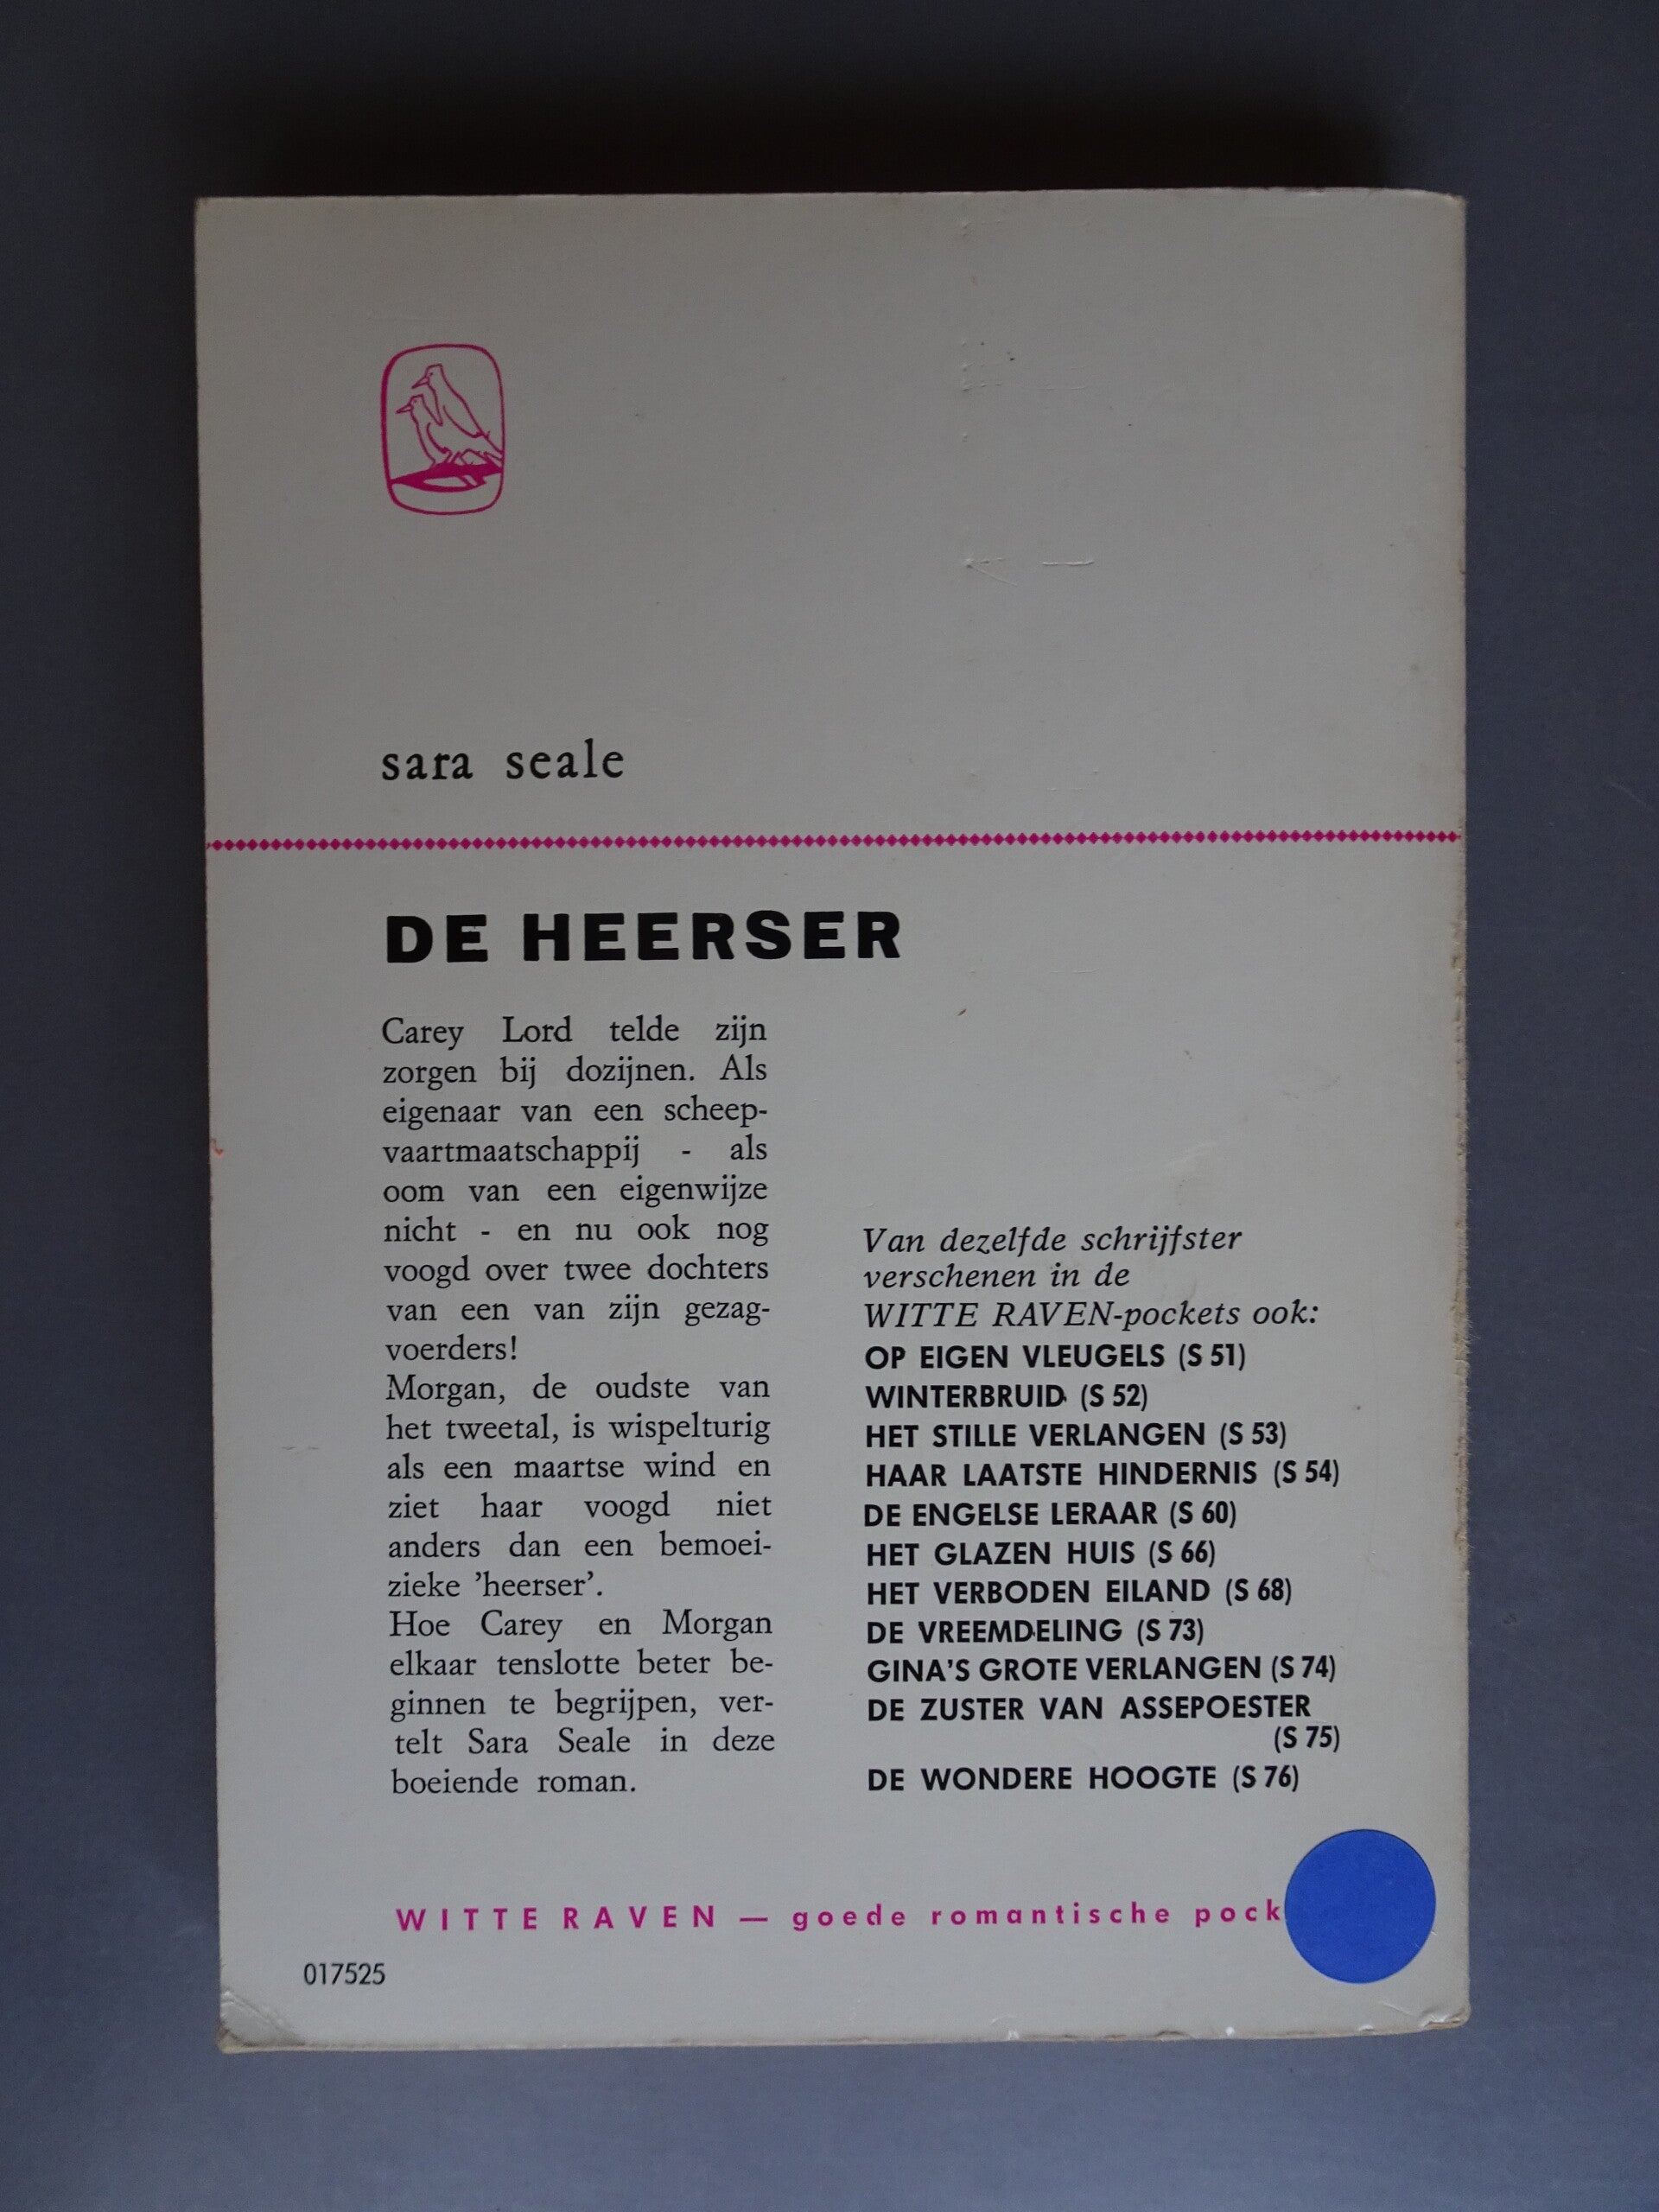 sara seale
DE HEERSER
Carey Lord telde zijn
zorgen bij dozijnen. Als
eigenaar van een scheep-
vaartmaatschappij - als
oom van een eigenwijze
nicht - en nu ook nog
voogd over twee dochters
van een van zijn gezag-
voerders!
Morgan, de oudste van
het tweetal, is wispelturig
als een maartse wind en
ziet haar voogd niet
anders dan een bemoei-
zieke 'heerser'.
Hoe Carey en Morgan
elkaar tenslotte beter be-
ginnen te begrijpen, ver-
telt Sara Seale in deze
boeiende roman.
Van dezelfde schrijfster
verschenen in de
WITTE RAVEN-pockets ook:
OP EIGEN VLEUGELS (S 51)
WINTERBRUID (S 52)
HET STILLE VERLANGEN (S 53)
HAAR LAATSTE HINDERNIS (S 54)
DE ENGELSE LERAAR (S 60)
HET GLAZEN HUIS (S 66)
HET VERBODEN EILAND (S 68)
DE VREEMDELING (S 73)
GINA'S GROTE VERLANGEN (S 74)
DE ZUSTER VAN ASSEPOESTER
(S 75)
DE WONDERE HOOGTE (S 76)
WITTE RAVEN — goede romantische pock
017525